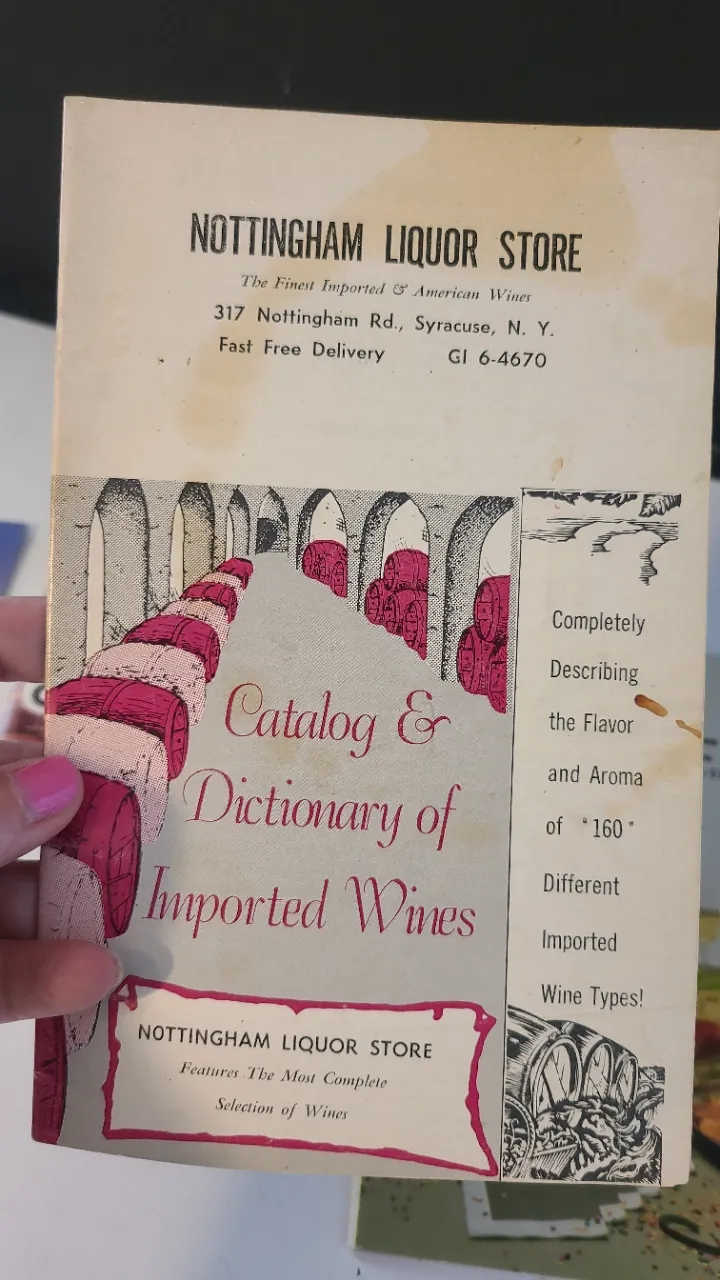 NOTTINGHAM LIQUOR STORE
The Finest Imported & American Wines
317 Nottingham Rd., Syracuse, N. Y.
Fast Free Delivery GI 6-4670
Catalog &
Dictionary of
Imported Wines
NOTTINGHAM LIQUOR STORE
Features The Most Complete
Selection of Wines
Completely
Describing
the Flavor
and Aroma
of "160"
Different
Imported
Wine Types!